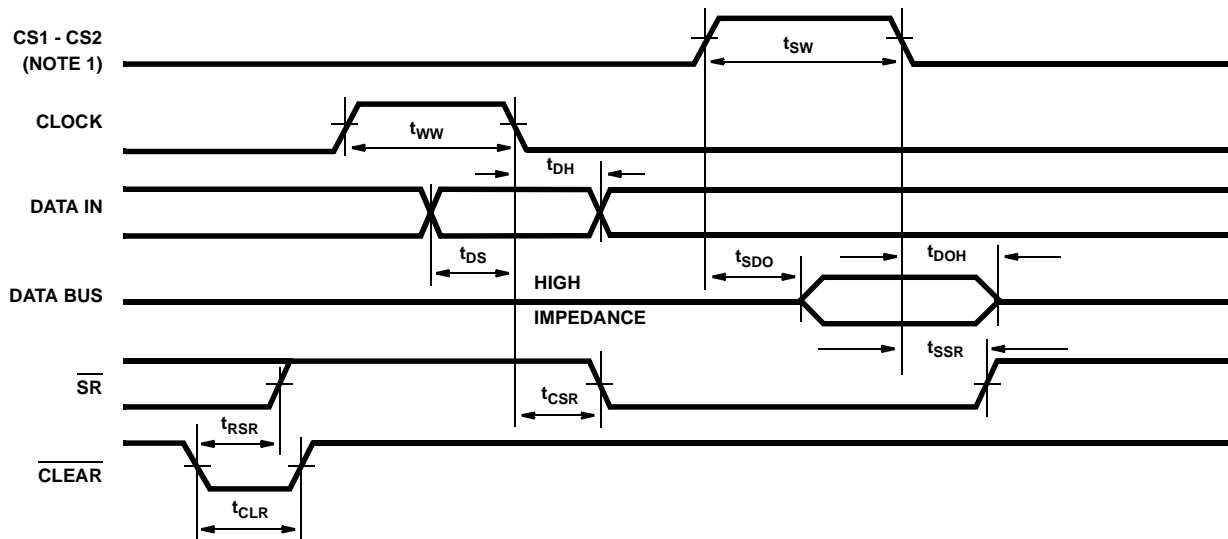 CS1 - CS2
(NOTE 1)
tSW
CLOCK
tWW
tDH
DATA IN
tDS
tSDO
tDOH
DATA BUS
HIGH
IMPEDANCE
tSSR
SR
tCSR
tRSR
CLEAR
tCLR